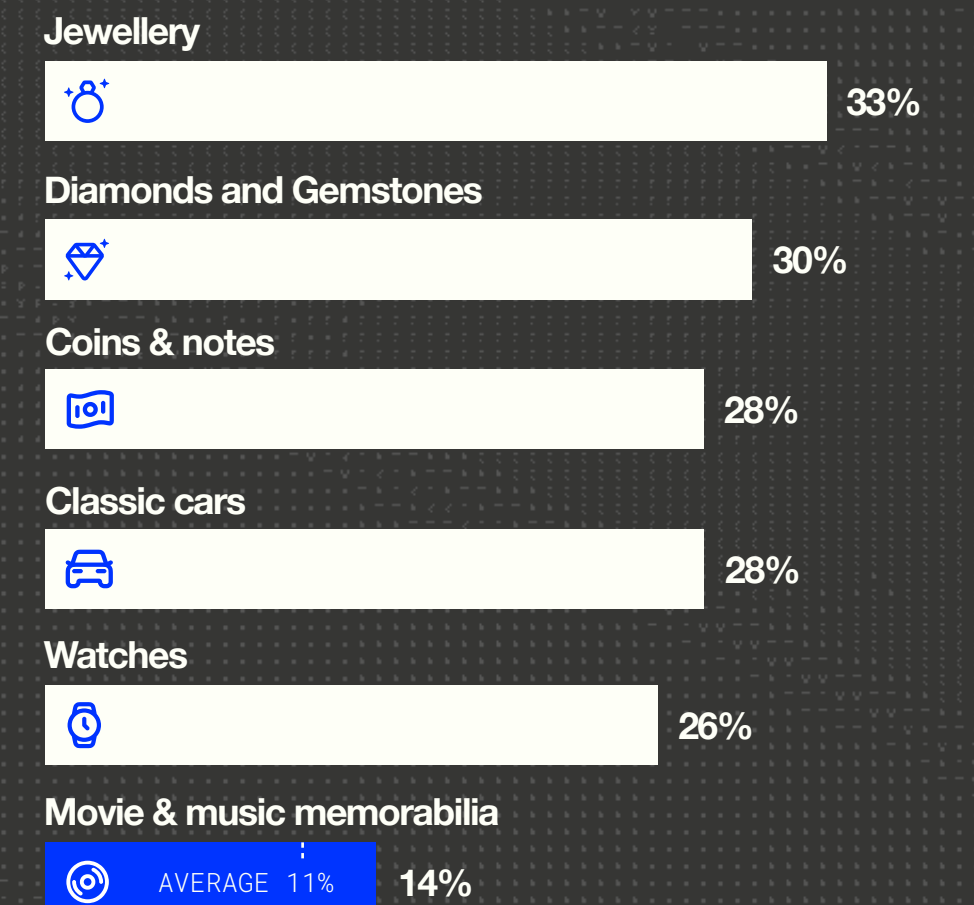 Jewellery
33%
Diamonds and Gemstones
30%
Coins & notes
28%
Classic cars
28%
Watches
26%
Movie & music memorabilia
AVERAGE 11% 14%